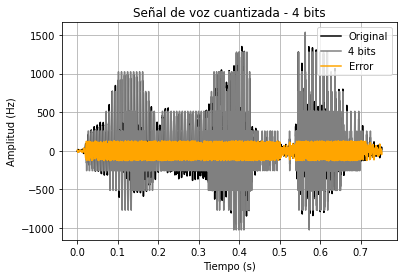 Señal de voz cuantizada - 4 bits
Original
4 bits
Error
Amplitud (Hz)
1500
1000
500
0
−500
−1000
0.0 0.1 0.2 0.3 0.4 0.5 0.6 0.7
Tiempo (s)